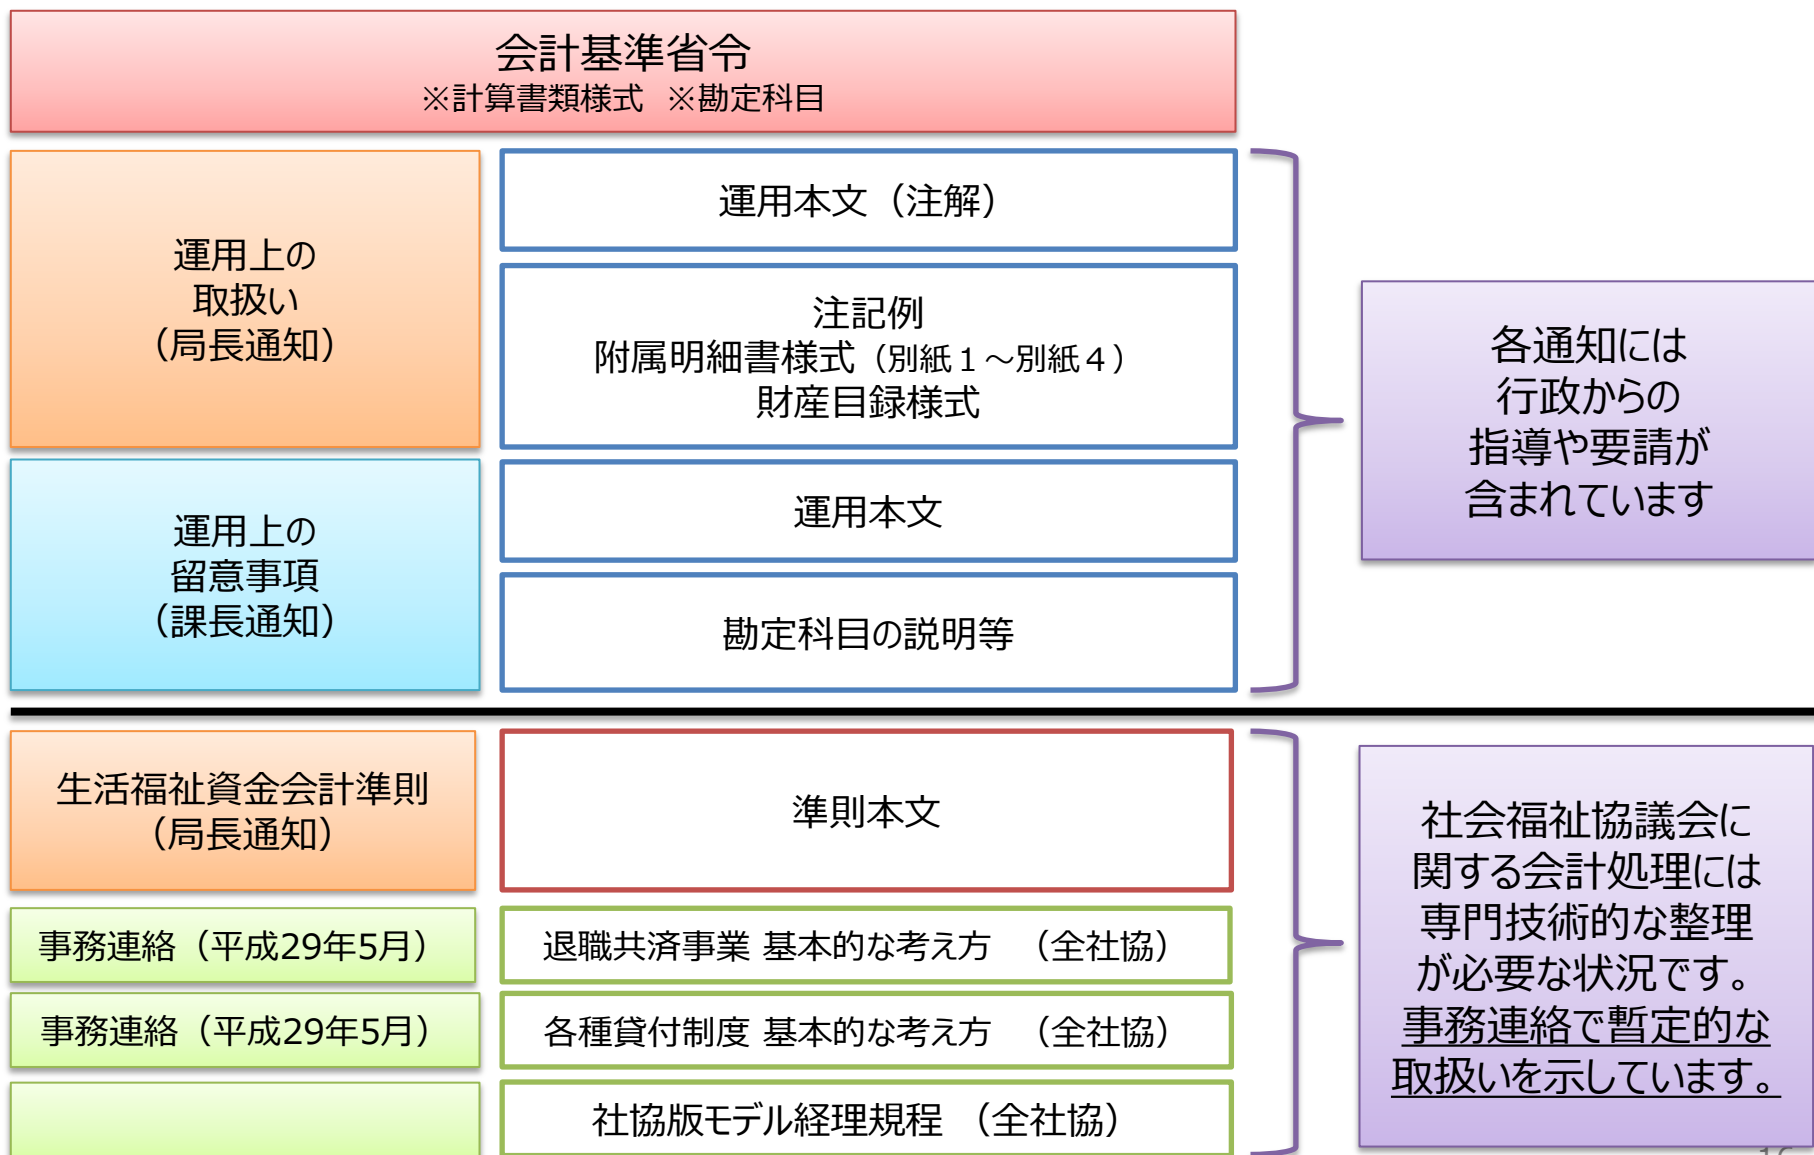 会計基準省令
※計算書類様式 ※勘定科目
運用上の
取扱い
（局長通知）
運用本文（注解）
注記例
附属明細書様式（別紙１～別紙４）
財産目録様式
運用上の
留意事項
（課長通知）
運用本文
勘定科目の説明等
各通知には
行政からの
指導や要請が
含まれています
生活福祉資金会計準則
（局長通知）
準則本文
事務連絡（平成29年5月）
退職共済事業 基本的な考え方 （全社協）
事務連絡（平成29年5月）
各種貸付制度 基本的な考え方 （全社協）
社協版モデル経理規程 （全社協）
社会福祉協議会に
関する会計処理には
専門技術的な整理
が必要な状況です。
事務連絡で暫定的な
取扱いを示しています。